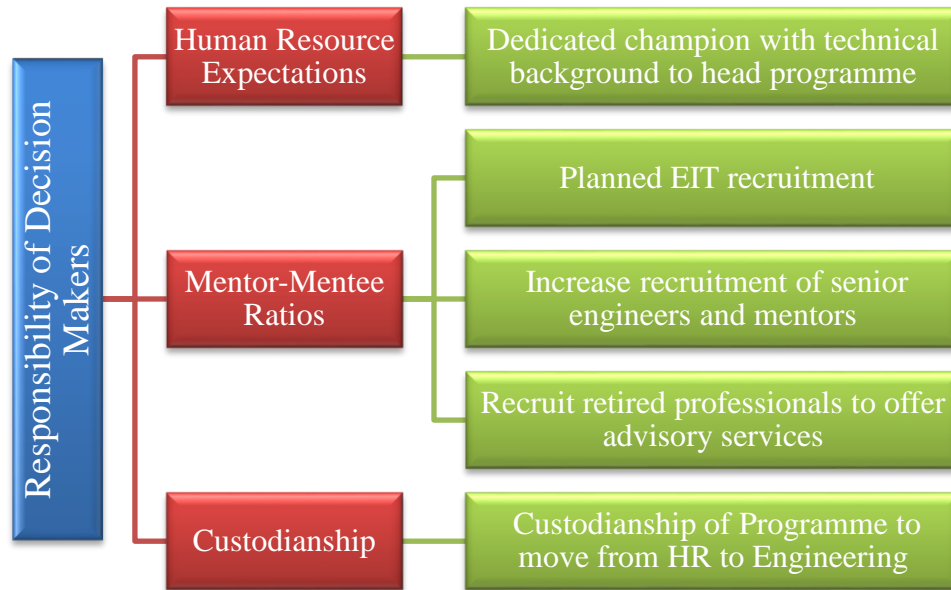 Responsibility of Decision
Makers
Human Resource
Expectations
Dedicated champion with technical
background to head programme
Mentor-Mentee
Ratios
Planned EIT recruitment
Increase recruitment of senior
engineers and mentors
Recruit retired professionals to offer
advisory services
Custodianship
Custodianship of Programme to
move from HR to Engineering